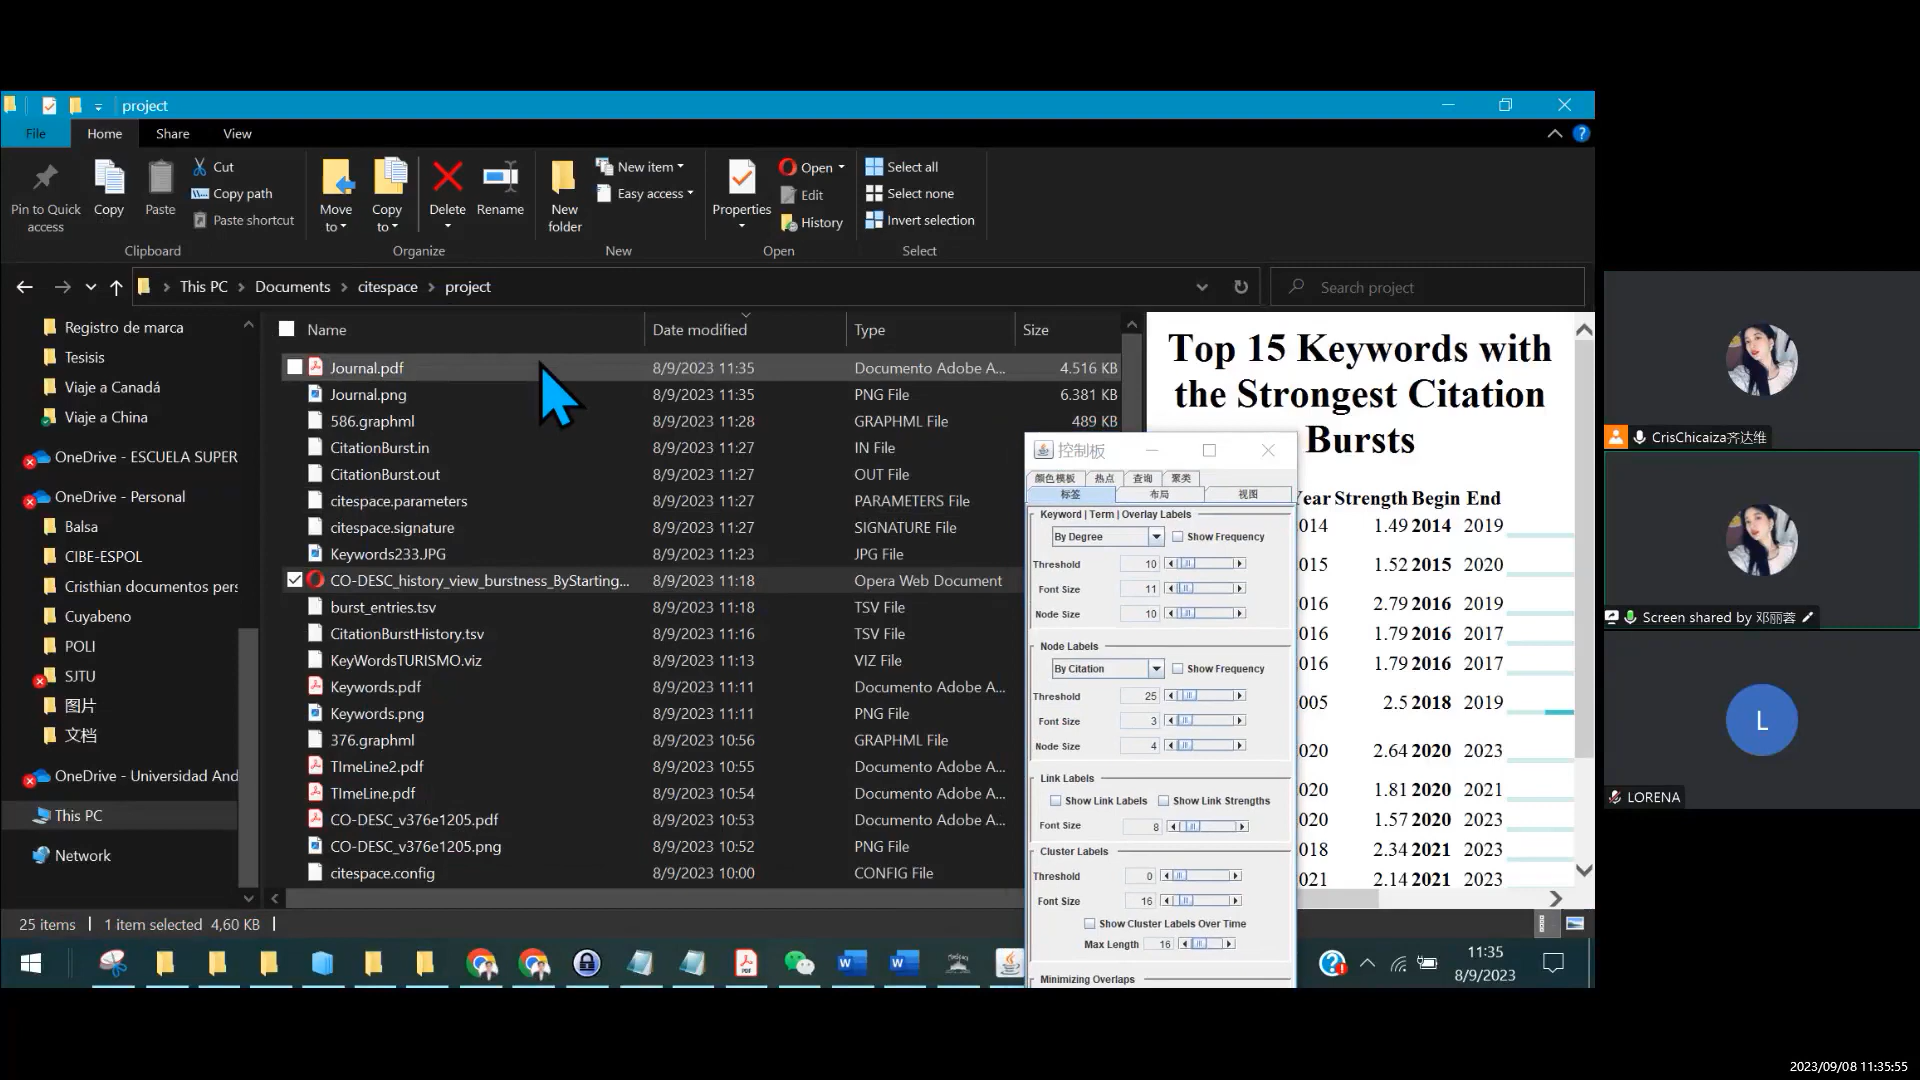 project
File Home Share View
Pin to Quick access
Copy
Paste
Cut
Copy path
Paste shortcut
Clipboard
Move to
Copy to
Delete
Rename
Organize
New folder
New item
Easy access
New
Properties
Open
Edit
History
Open
Select all
Select none
Invert selection
Select
This PC > Documents > citespace > project
Search project
Registro de marca
Tesisis
Viaje a Canadá
Viaje a China
OneDrive - ESCUELA SUPER
OneDrive - Personal
Balsa
CIBE-ESPOL
Cristhian documentos pers
Cuyabeno
POLI
SJTU
图片
文档
OneDrive - Universidad And
This PC
Network
Name Date modified Type Size
Journal.pdf 8/9/2023 11:35 Documento Adobe A... 4.516 KB
Journal.png 8/9/2023 11:35 PNG File 6.381 KB
586.graphml 8/9/2023 11:28 GRAPHML File 489 KB
CitationBurst.in 8/9/2023 11:27 IN File
CitationBurst.out 8/9/2023 11:27 OUT File
citespace.parameters 8/9/2023 11:27 PARAMETERS File
citespace.signature 8/9/2023 11:27 SIGNATURE File
Keywords233.JPG 8/9/2023 11:23 JPG File
CO-DESC_history_view_burstness_ByStarting... 8/9/2023 11:18 Opera Web Document
burst_entries.tsv 8/9/2023 11:18 TSV File
CitationBurstHistory.tsv 8/9/2023 11:16 TSV File
KeyWordsTURISMO.viz 8/9/2023 11:13 VIZ File
Keywords.pdf 8/9/2023 11:11 Documento Adobe A...
Keywords.png 8/9/2023 11:11 PNG File
376.graphml 8/9/2023 10:56 GRAPHML File
TImeLine2.pdf 8/9/2023 10:55 Documento Adobe A...
TImeLine.pdf 8/9/2023 10:54 Documento Adobe A...
CO-DESC_v376e1205.pdf 8/9/2023 10:53 Documento Adobe A...
CO-DESC_v376e1205.png 8/9/2023 10:52 PNG File
citespace.config 8/9/2023 10:00 CONFIG File
25 items 1 item selected 4,60 KB
Top 15 Keywords with
the Strongest Citation
Bursts
Year Strength Begin End
014 1.49 2014 2019
015 1.52 2015 2020
016 2.79 2016 2019
016 1.79 2016 2017
016 1.79 2016 2022
005 2.5 2018 2019
020 2.64 2020 2023
020 1.81 2020 2021
020 1.57 2020 2023
018 2.34 2021 2023
021 2.14 2021 2023
控制板
颜色模板 热点 查询 聚类
标签 布局 视图
Keyword | Term | Overlay Labels
By Degree Show Frequency
Threshold 10
Font Size 11
Node Size 10
Node Labels
By Citation Show Frequency
Threshold 25
Font Size 3
Node Size 4
Link Labels
Show Link Labels Show Link Strengths
Font Size 8
Cluster Labels
Threshold 0
Font Size 16
Show Cluster Labels Over Time
Max Length 16
Minimizing Overlaps
11:35
8/9/2023
CrisChicaiza齐达维
Screen shared by 邓丽蓉
L
LORENA
2023/09/08 11:35:55